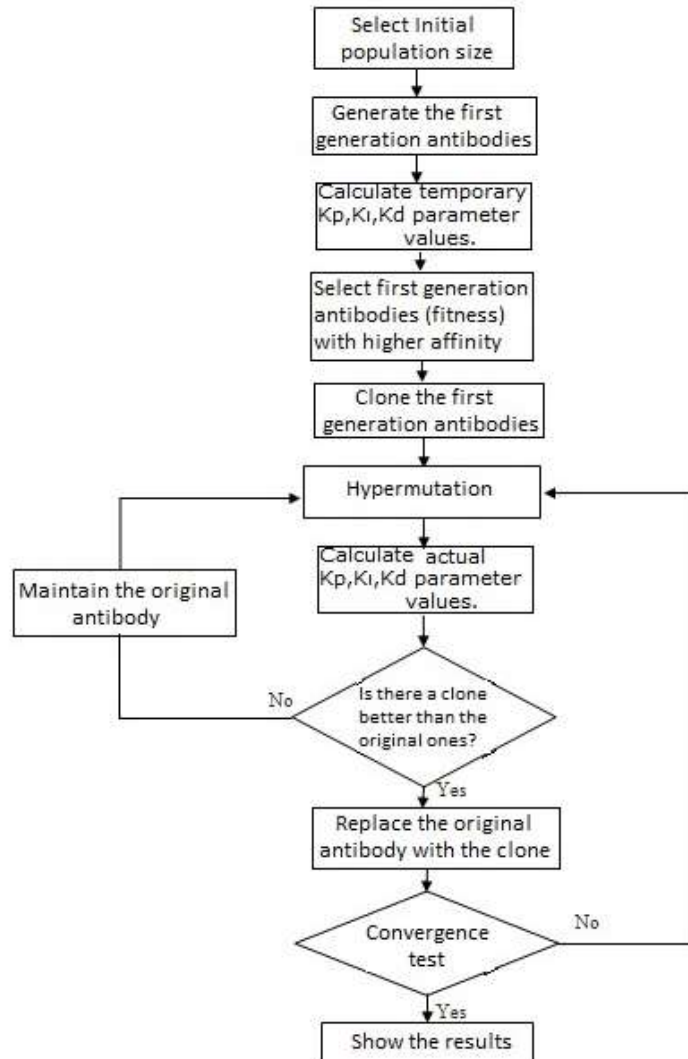 Select Initial
population size
Generate the first
generation antibodies
Calculate temporary
Kp,Kı,Kd parameter
values.
Select first generation
antibodies (fitness)
with higher affinity
Clone the first
generation antibodies
Hypermutation
Calculate actual
Kp,Kı,Kd parameter
values.
Maintain the original
antibody
No
Is there a clone
better than the
original ones?
Yes
Replace the original
antibody with the clone
Convergence
test
No
Yes
Show the results